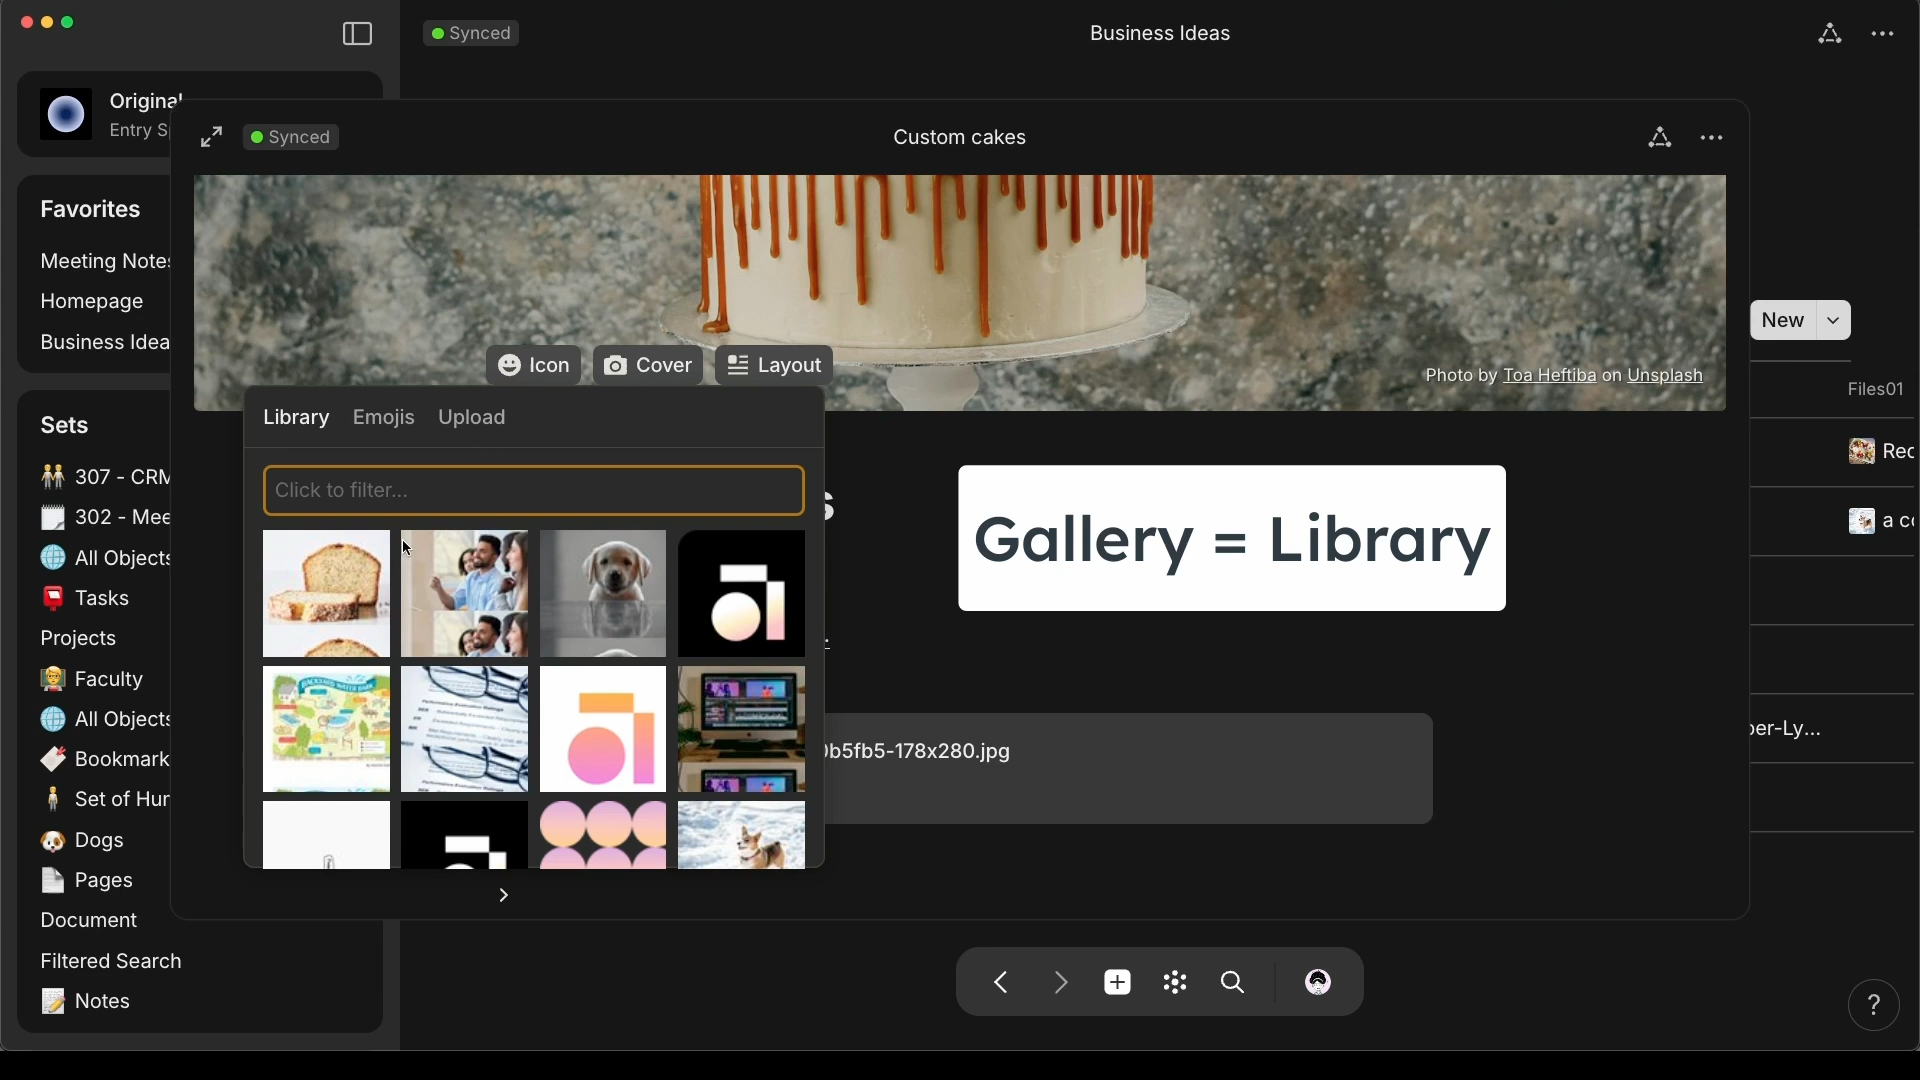 Synced
Business Ideas
Original
Entry
Synced
Custom cakes
Favorites
Meeting Notes
Homepage
Business Idea
New
Icon
Cover
Layout
Photo by Toa Heftiba on Unsplash
Files01
Library
Emojis
Upload
Sets
Click to filter...
s
Gallery = Library
307 - CRM
302 - Mee
All Objects
Tasks
Projects
Faculty
All Objects
Bookmark
Set of Hur
Dogs
Pages
Document
Filtered Search
Notes
Rec
a co
0b5fb5-178x280.jpg
per-Ly...
?